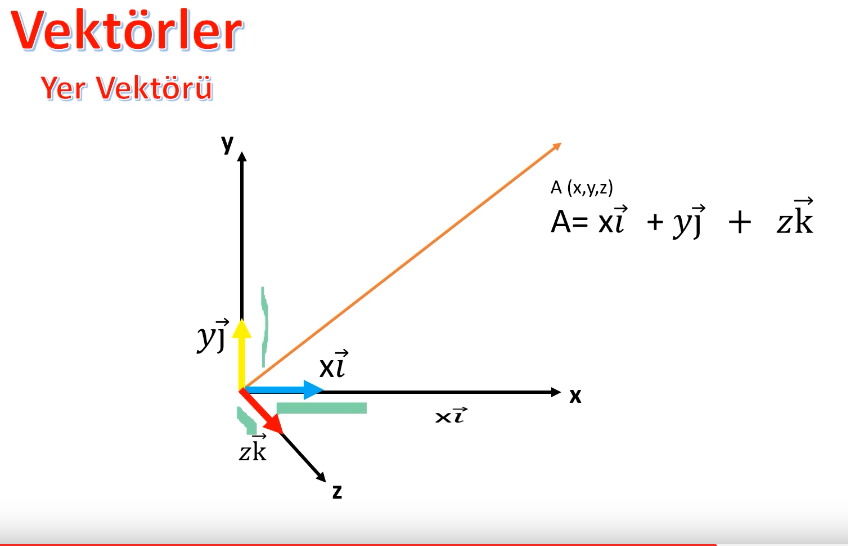 Vektörler
Yer Vektörü
y
A (x,y,z)
A= xi⃗ + yj⃗ + zk⃗
yj⃗
xi⃗
x
xi⃗
zk⃗
z